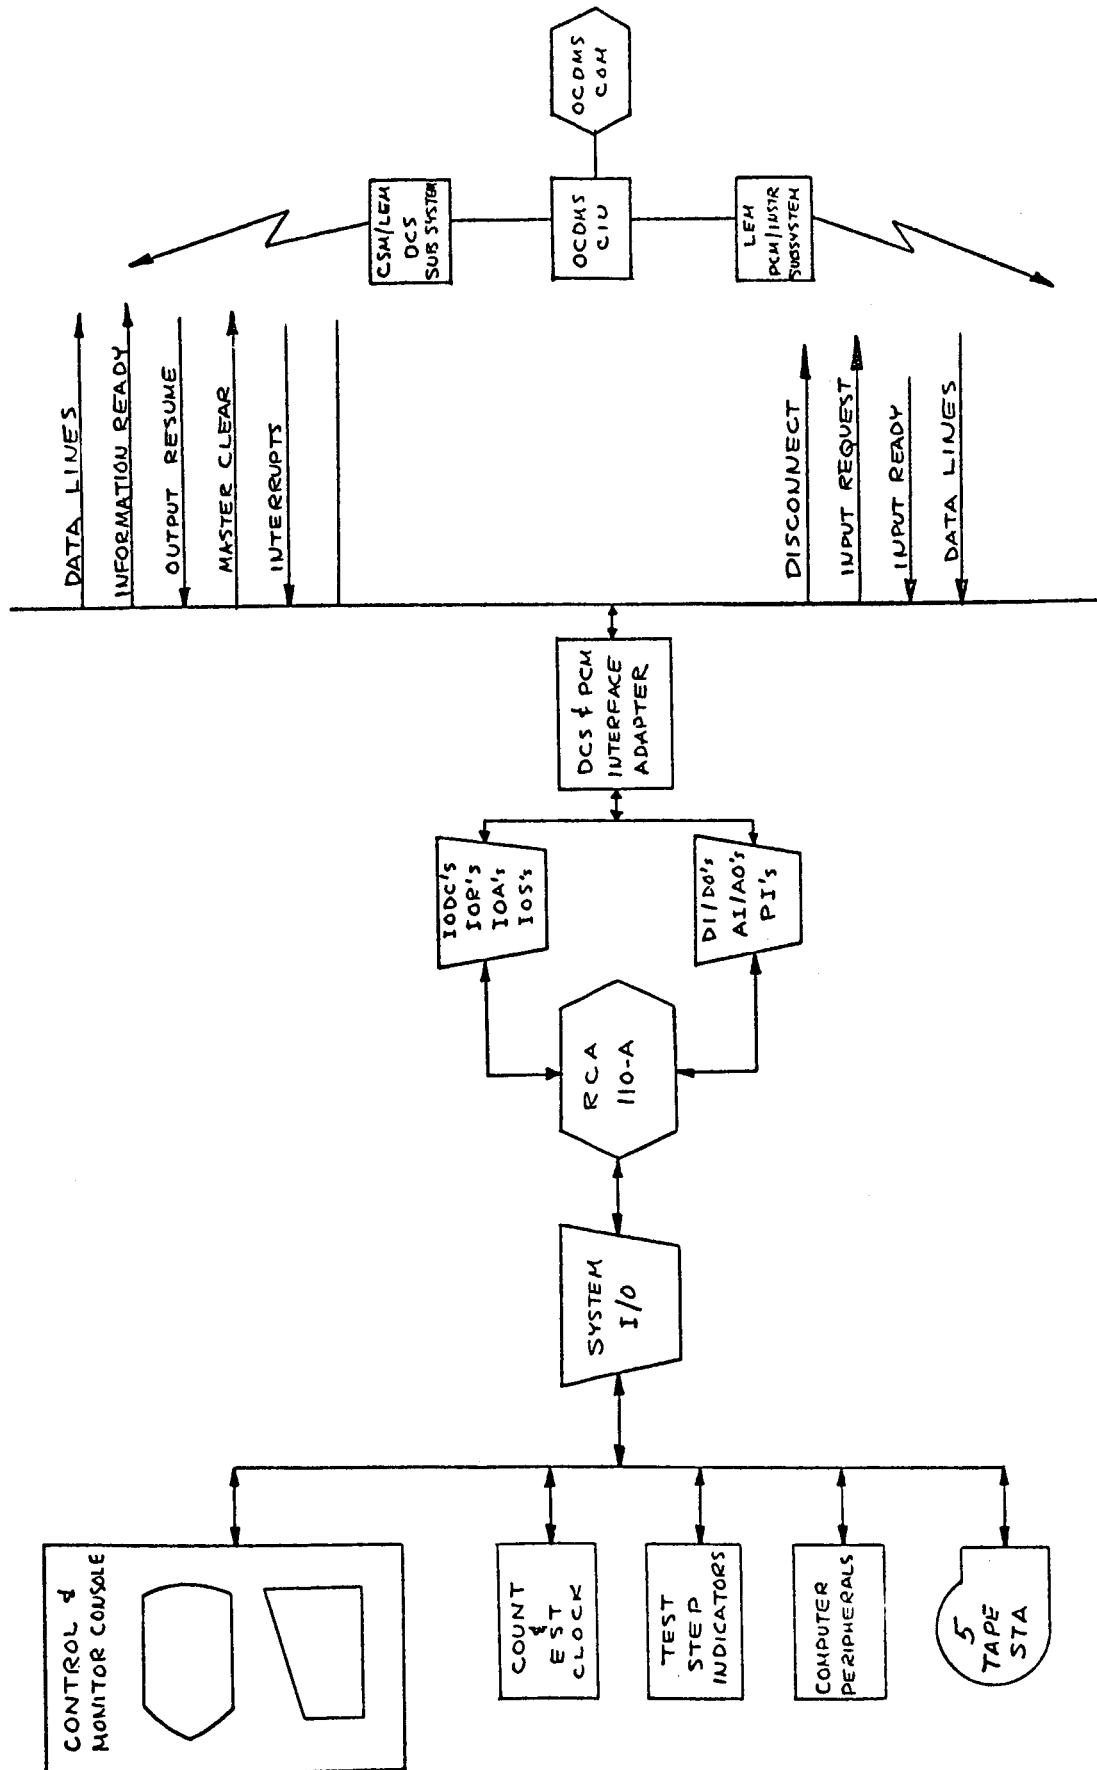 CONTROL &
MONITOR CONSOLE
COUNT
&
EST
CLOCK
TEST
STEP
INDICATORS
COMPUTER
PERIPHERALS
5
TAPE
STA
SYSTEM
I/O
RCA
110-A
IODC's
IOR's
IOA's
IOS's
DI/DO's
AI/AO's
PI's
DCS & PCM
INTERFACE
ADAPTER
DATA LINES
INFORMATION READY
OUTPUT RESUME
MASTER CLEAR
INTERRUPTS
DISCONNECT
INPUT REQUEST
INPUT READY
DATA LINES
CSM/LEM
DCS
SUBSYSTEM
OCDMS
CIU
LEM
PCM/INSTR
SUBSYSTEM
OCDMS
COM